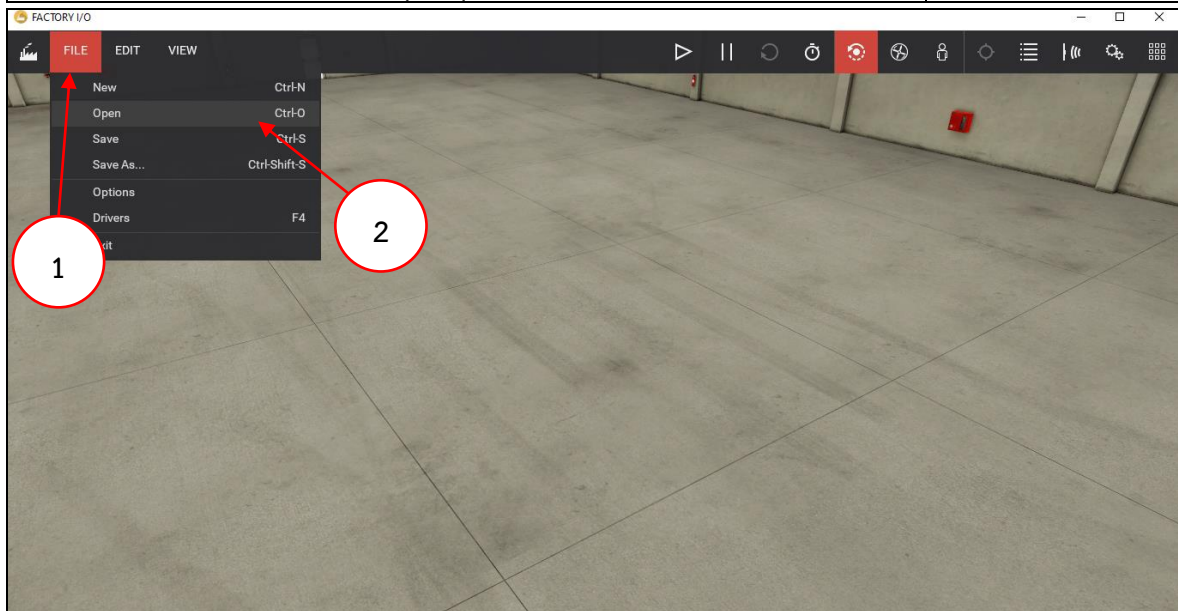 FACTORY I/O
FILE EDIT VIEW
New Ctrl-N
Open Ctrl-O
Save Ctrl-S
Save As... Ctrl-Shift-S
Options
Drivers F4
1
2